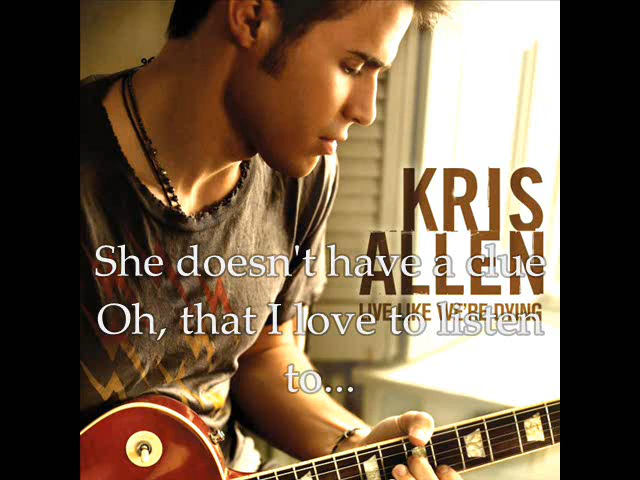 KRIS
ALLEN
LIVE LIKE WE'RE DYING
She doesn't have a clue
Oh, that I love to listen
to...